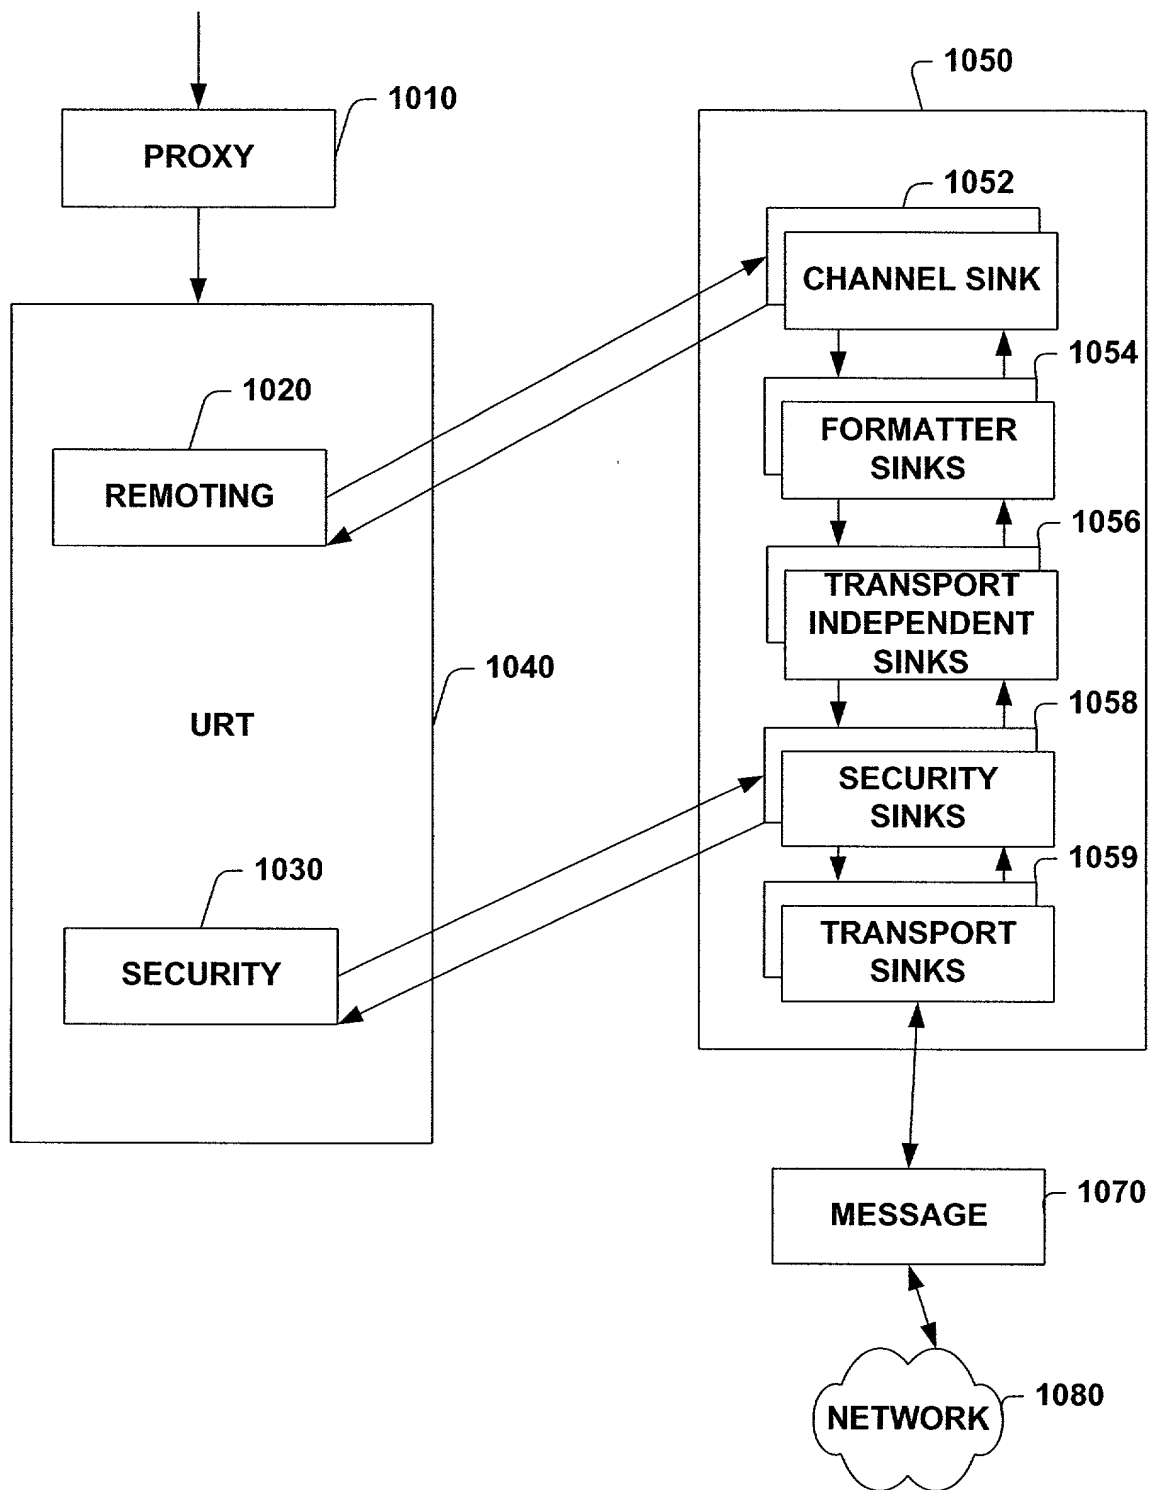 1010
PROXY
1020
REMOTING
1040
URT
1030
SECURITY
1050
1052
CHANNEL SINK
1054
FORMATTER
SINKS
1056
TRANSPORT
INDEPENDENT
SINKS
1058
SECURITY
SINKS
1059
TRANSPORT
SINKS
1070
MESSAGE
1080
NETWORK